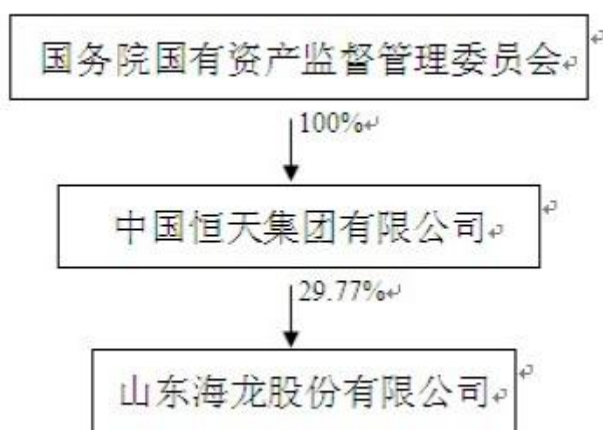 国务院国有资产监督管理委员会
100%
中国恒天集团有限公司
29.77%
山东海龙股份有限公司